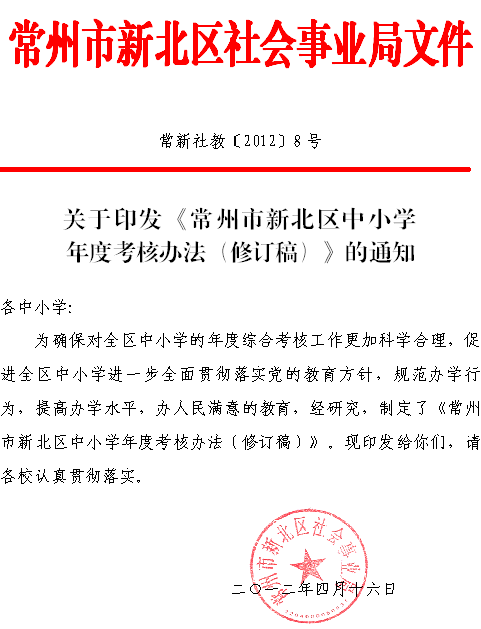 常州市新北区社会事业局文件
常新社教〔2012〕8 号
关于印发《常州市新北区中小学
年度考核办法（修订稿）》的通知
各中小学:
为确保对全区中小学的年度综合考核工作更加科学合理，促
进全区中小学进一步全面贯彻落实党的教育方针，规范办学行
为，提高办学水平，办人民满意的教育，经研究，制定了《常州
市新北区中小学年度考核办法（修订稿）》。现印发给你们，请
各校认真贯彻落实。
常州市新北区社会事业局
二〇一二年四月十六日